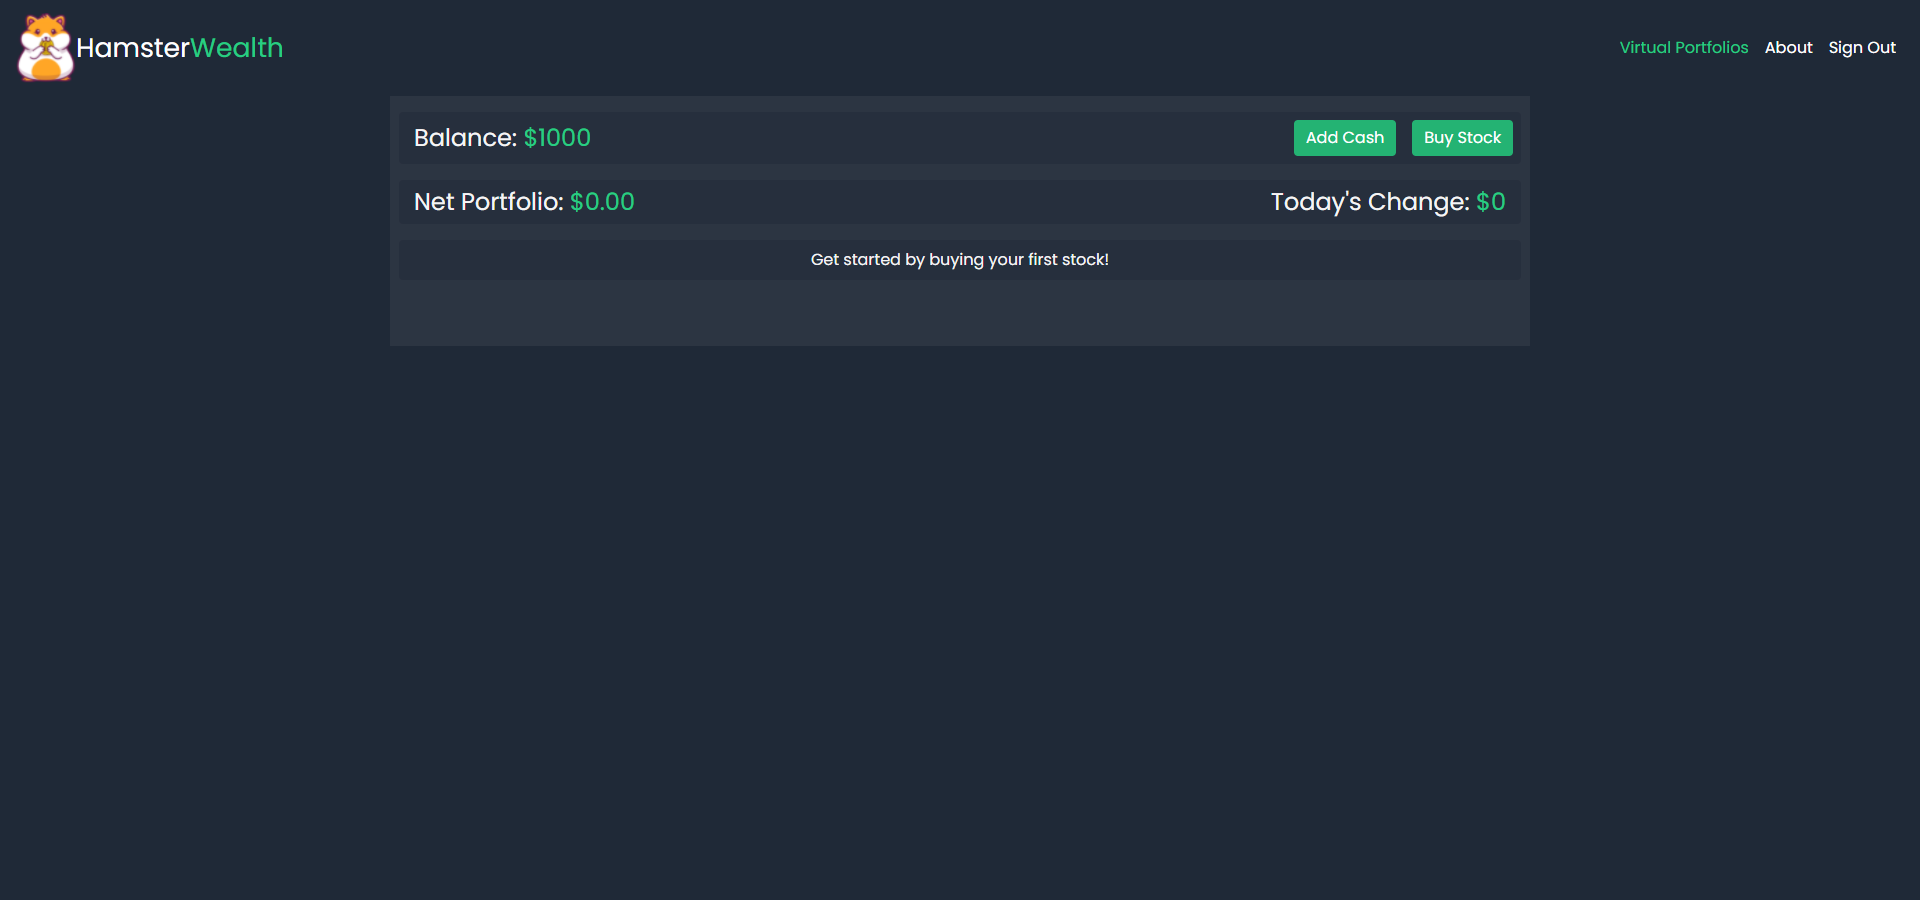 HamsterWealth
Virtual Portfolios About Sign Out
Balance: $1000 Add Cash Buy Stock
Net Portfolio: $0.00 Today's Change: $0
Get started by buying your first stock!